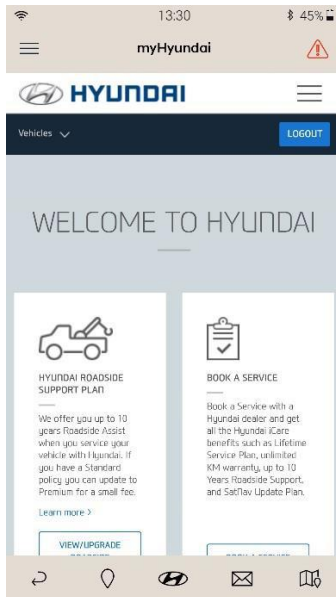 13:30
45%
myHyundai
HYUNDAI
Vehicles
LOGOUT
WELCOME TO HYUNDAI
HYUNDAI ROADSIDE
SUPPORT PLAN
We offer you up to 10
years Roadside Assist
when you service your
vehicle with Hyundai. If
you have a Standard
policy you can update to
Premium for a small fee.
Learn more >
VIEW/UPGRADE
BOOK A SERVICE
Book a Service with a
Hyundai dealer and get
all the Hyundai iCare
benefits such as Lifetime
Service Plan, unlimited
KM warranty, up to 10
Years Roadside Support,
and SatNav Update Plan.